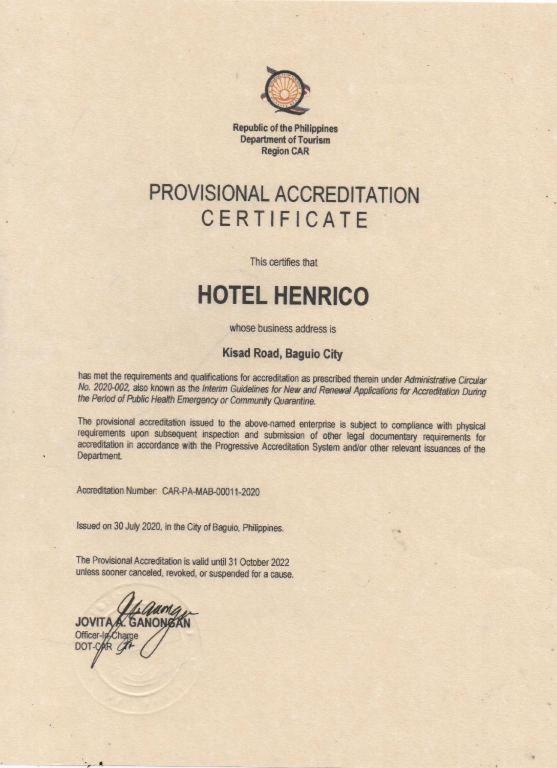 Republic of the Philippines
Department of Tourism
Region CAR
PROVISIONAL ACCREDITATION
CERTIFICATE
This certifies that
HOTEL HENRICO
whose business address is
Kisad Road, Baguio City
has met the requirements and qualifications for accreditation as prescribed therein under Administrative Circular
No. 2020-002, also known as the Interim Guidelines for New and Renewal Applications for Accreditation During
the Period of Public Health Emergency or Community Quarantine.
The provisional accreditation issued to the above-named enterprise is subject to compliance with physical
requirements upon subsequent inspection and submission of other legal documentary requirements for
accreditation in accordance with the Progressive Accreditation System and/or other relevant issuances of the
Department.
Accreditation Number: CAR-PA-MAB-00011-2020
Issued on 30 July 2020, in the City of Baguio, Philippines.
The Provisional Accreditation is valid until 31 October 2022
unless sooner canceled, revoked, or suspended for a cause.
JOVITA A. GANONGAN
Officer-In-Charge
DOT-CAR